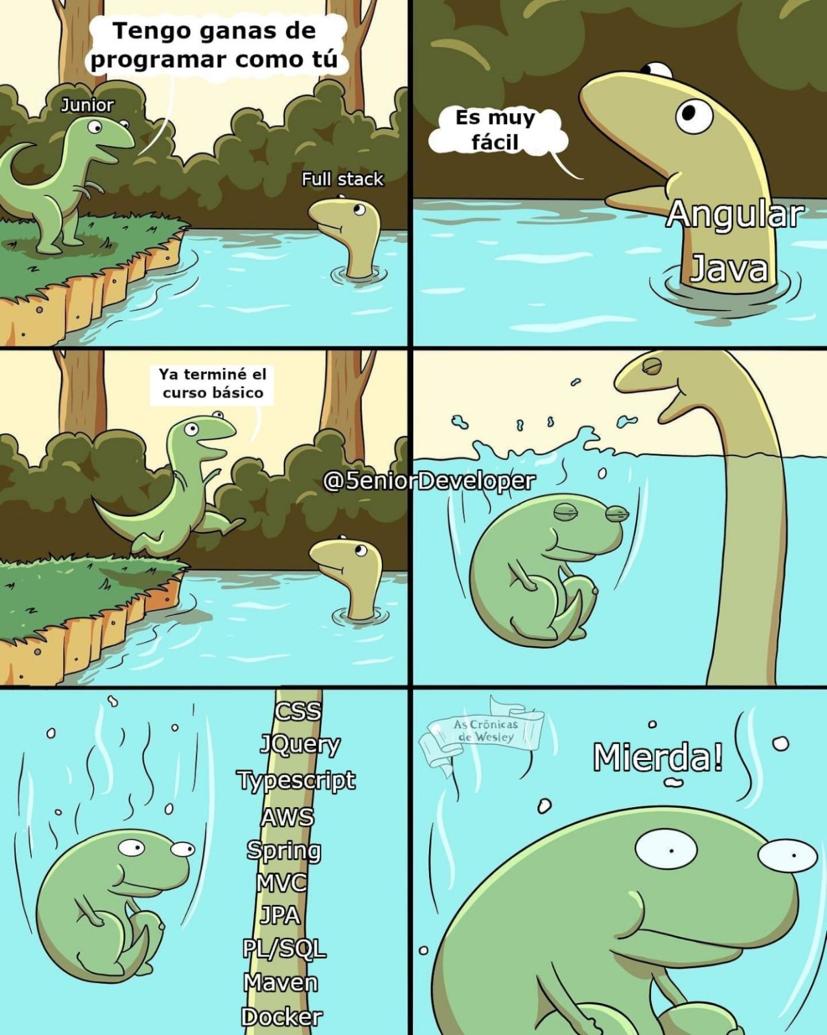 Tengo ganas de
programar como tú
Junior
Full stack
Es muy
fácil
Angular
Java
Ya terminé el
curso básico
@5eniorDeveloper
CSS
JQuery
Typescript
AWS
Spring
MVC
JPA
PL/SQL
Maven
Docker
As Crônicas
de Wesley
Mierda!